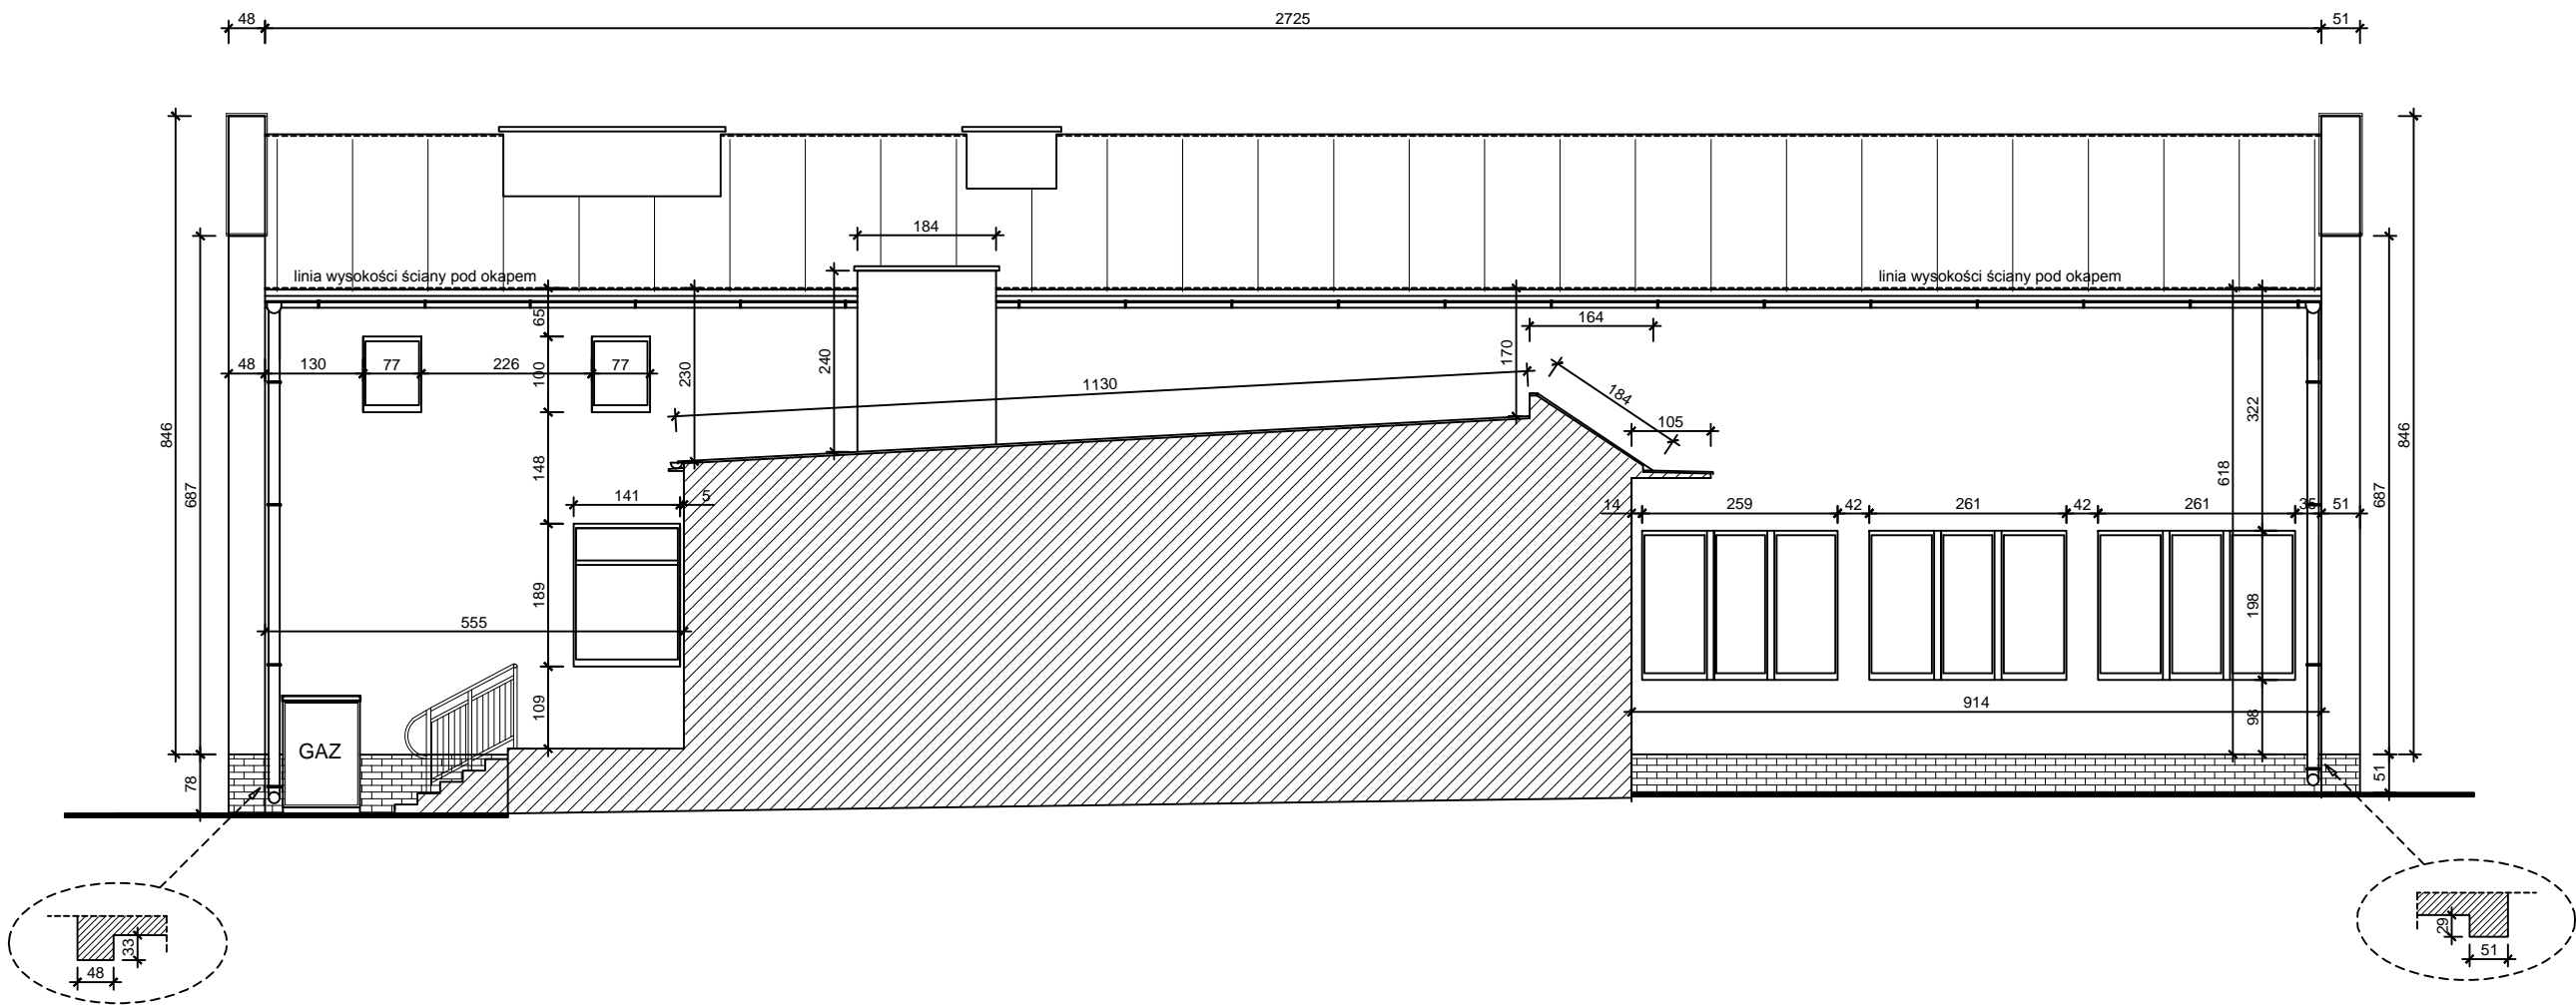 48 2725 51
184
linia wysokości ściany pod okapem linia wysokości ściany pod okapem
65 240 230 170 164
48 130 77 226 77 100 1130 184
846 322 846
105
687 148 618 687
141 5 14 259 42 261 42 261 35 51
189 198
555
109 914 98
GAZ
78 51
33 29
48 51